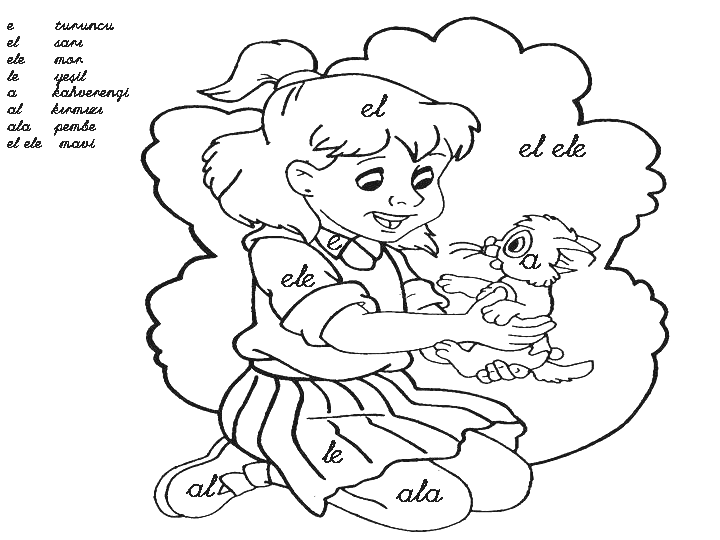 e turuncu
el sarı
ele mor
le yeşil
a kahverengi
al kırmızı
ala pembe
el ele mavi
el
el ele
e
a
ele
le
al
ala